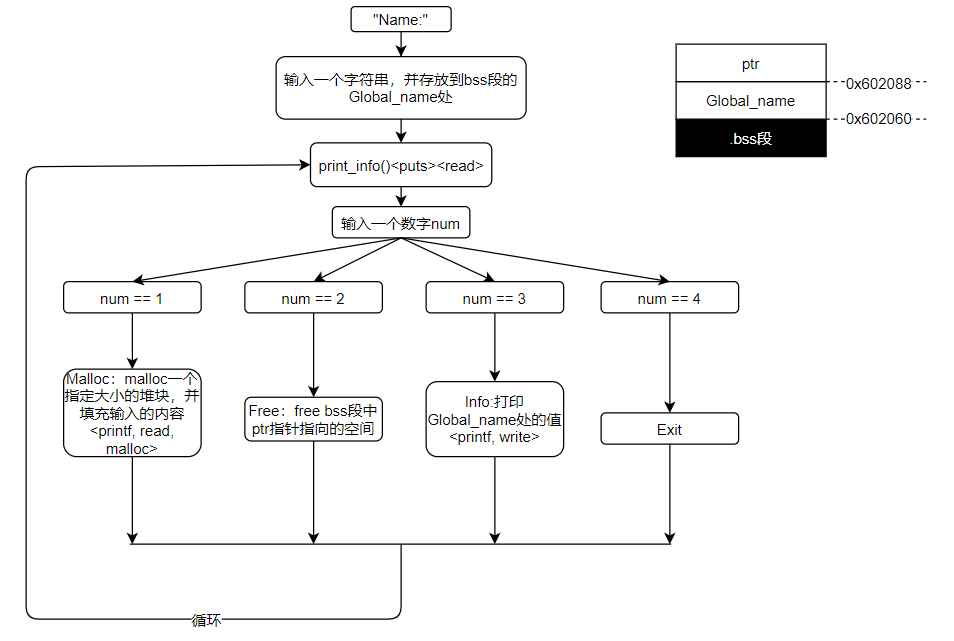 "Name:"
输入一个字符串，并存放到bss段的
Global_name处
print_info()<puts><read>
输入一个数字num
num == 1
num == 2
num == 3
num == 4
Malloc：malloc一个
指定大小的堆块，并
填充输入的内容
<printf, read,
malloc>
Free：free bss段中
ptr指针指向的空间
Info:打印
Global_name处的值
<printf, write>
Exit
循环
ptr
0x602088
Global_name
0x602060
.bss段